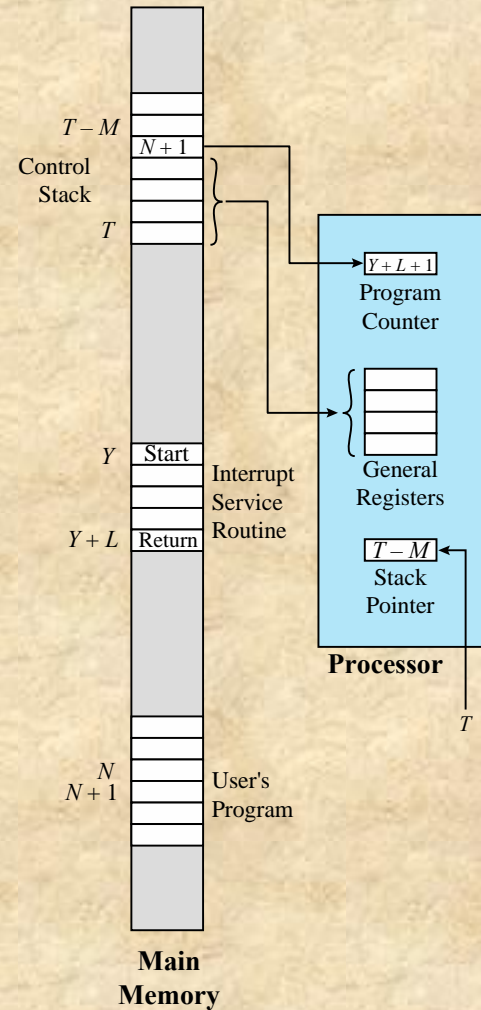 T – M
N + 1
Control
Stack
T
Y + L + 1
Program
Counter
Y
Start
Interrupt
Service
Routine
Y + L
Return
General
Registers
T – M
Stack
Pointer
Processor
T
N
N + 1
User's
Program
Main
Memory